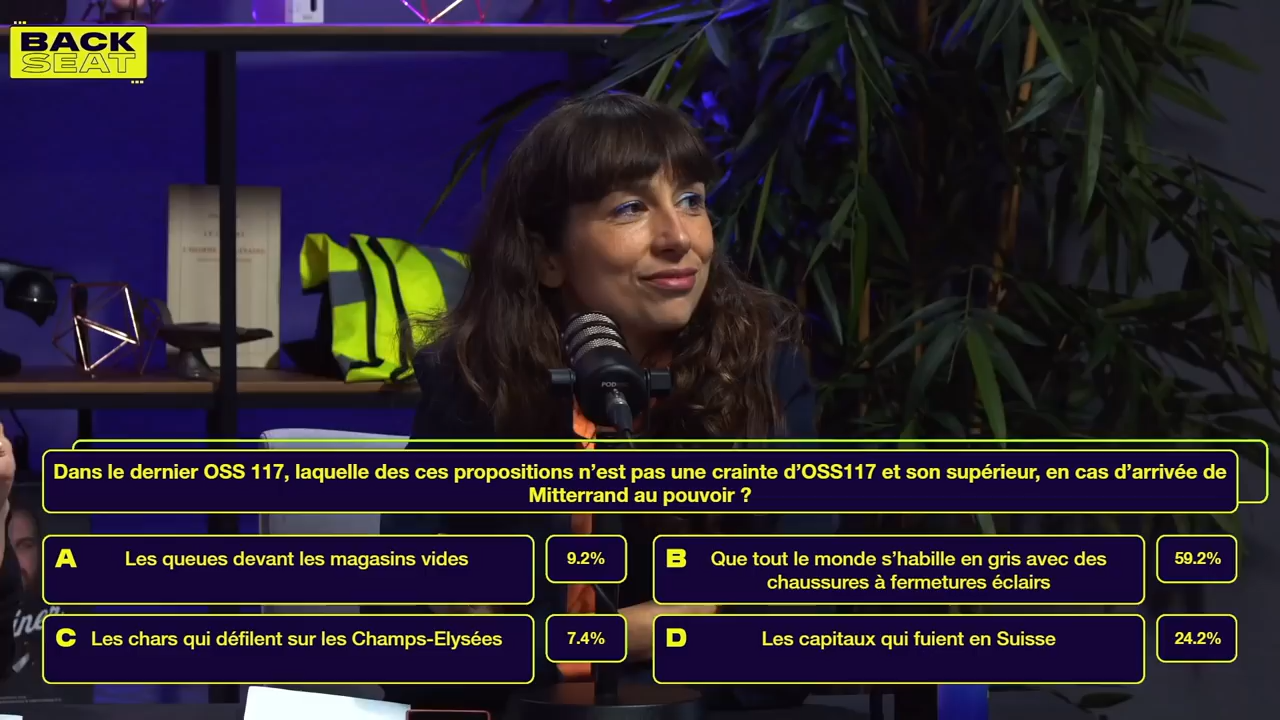 BACK
SEAT
POD
Dans le dernier OSS 117, laquelle des ces propositions n’est pas une crainte d’OSS117 et son supérieur, en cas d’arrivée de
Mitterrand au pouvoir ?
A Les queues devant les magasins vides 9.2%
B Que tout le monde s’habille en gris avec des
chaussures à fermetures éclairs 59.2%
C Les chars qui défilent sur les Champs-Elysées 7.4%
D Les capitaux qui fuient en Suisse 24.2%